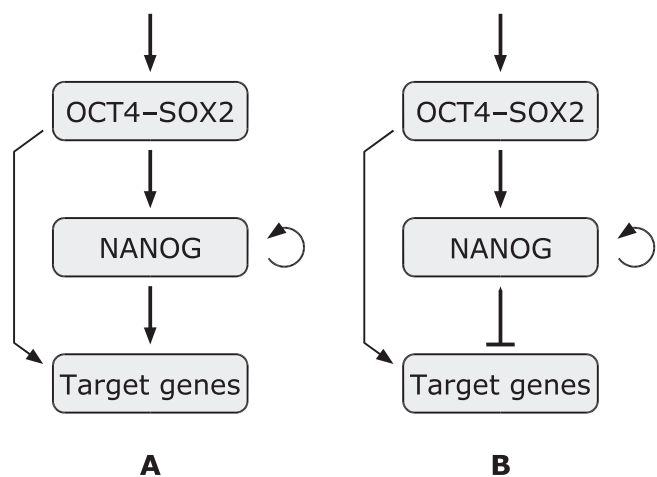 OCT4–SOX2
OCT4–SOX2
NANOG
NANOG
Target genes
Target genes
A
B